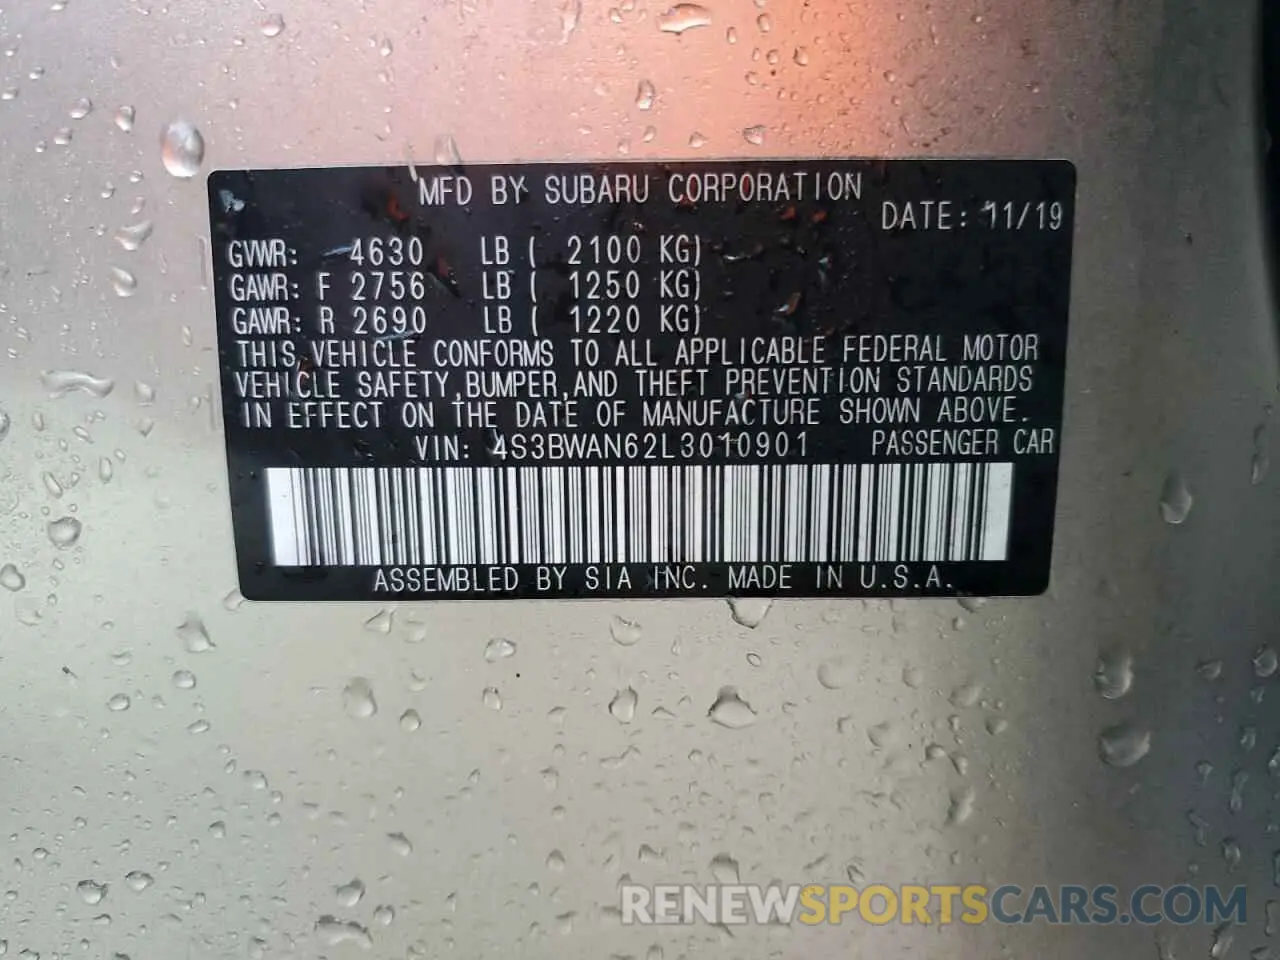 MFD BY SUBARU CORPORATION
DATE: 11/19
GVWR: 4630 LB ( 2100 KG)
GAWR: F 2756 LB ( 1250 KG)
GAWR: R 2690 LB ( 1220 KG)
THIS VEHICLE CONFORMS TO ALL APPLICABLE FEDERAL MOTOR
VEHICLE SAFETY, BUMPER, AND THEFT PREVENTION STANDARDS
IN EFFECT ON THE DATE OF MANUFACTURE SHOWN ABOVE.
VIN: 4S3BWAN62L3010901 PASSENGER CAR
ASSEMBLED BY SIA INC. MADE IN U.S.A.
RENEWSPORTSCARS.COM